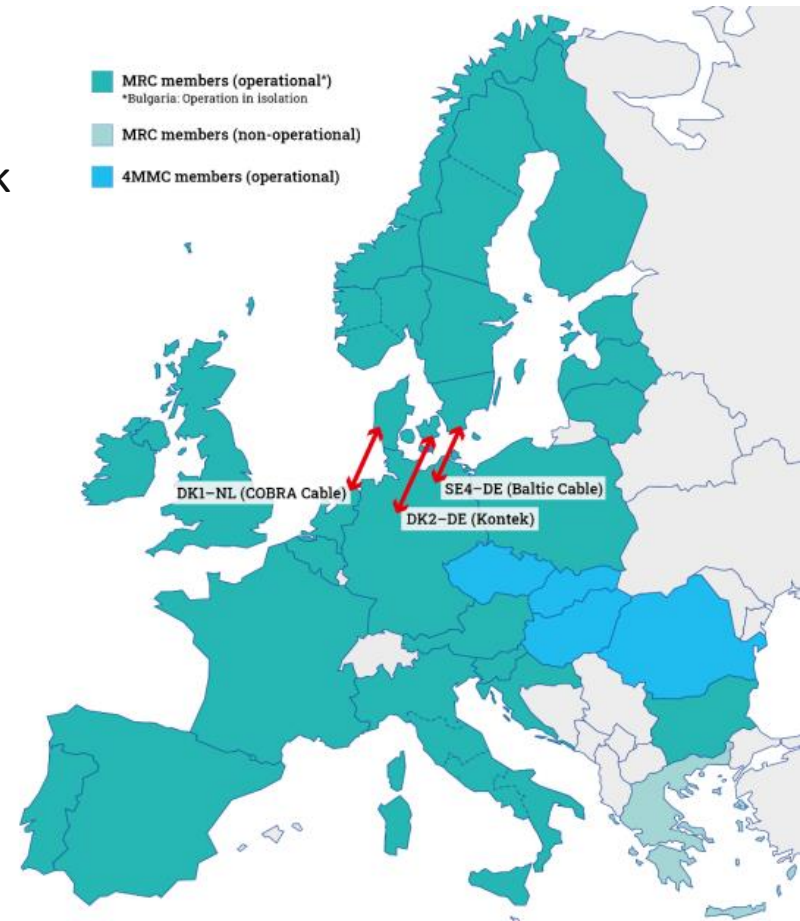 MRC members (operational*)
*Bulgaria: Operation in isolation
MRC members (non-operational)
k
4MMC members (operational)
DK1–NL (COBRA Cable)
SE4–DE (Baltic Cable)
DK2–DE (Kontek)